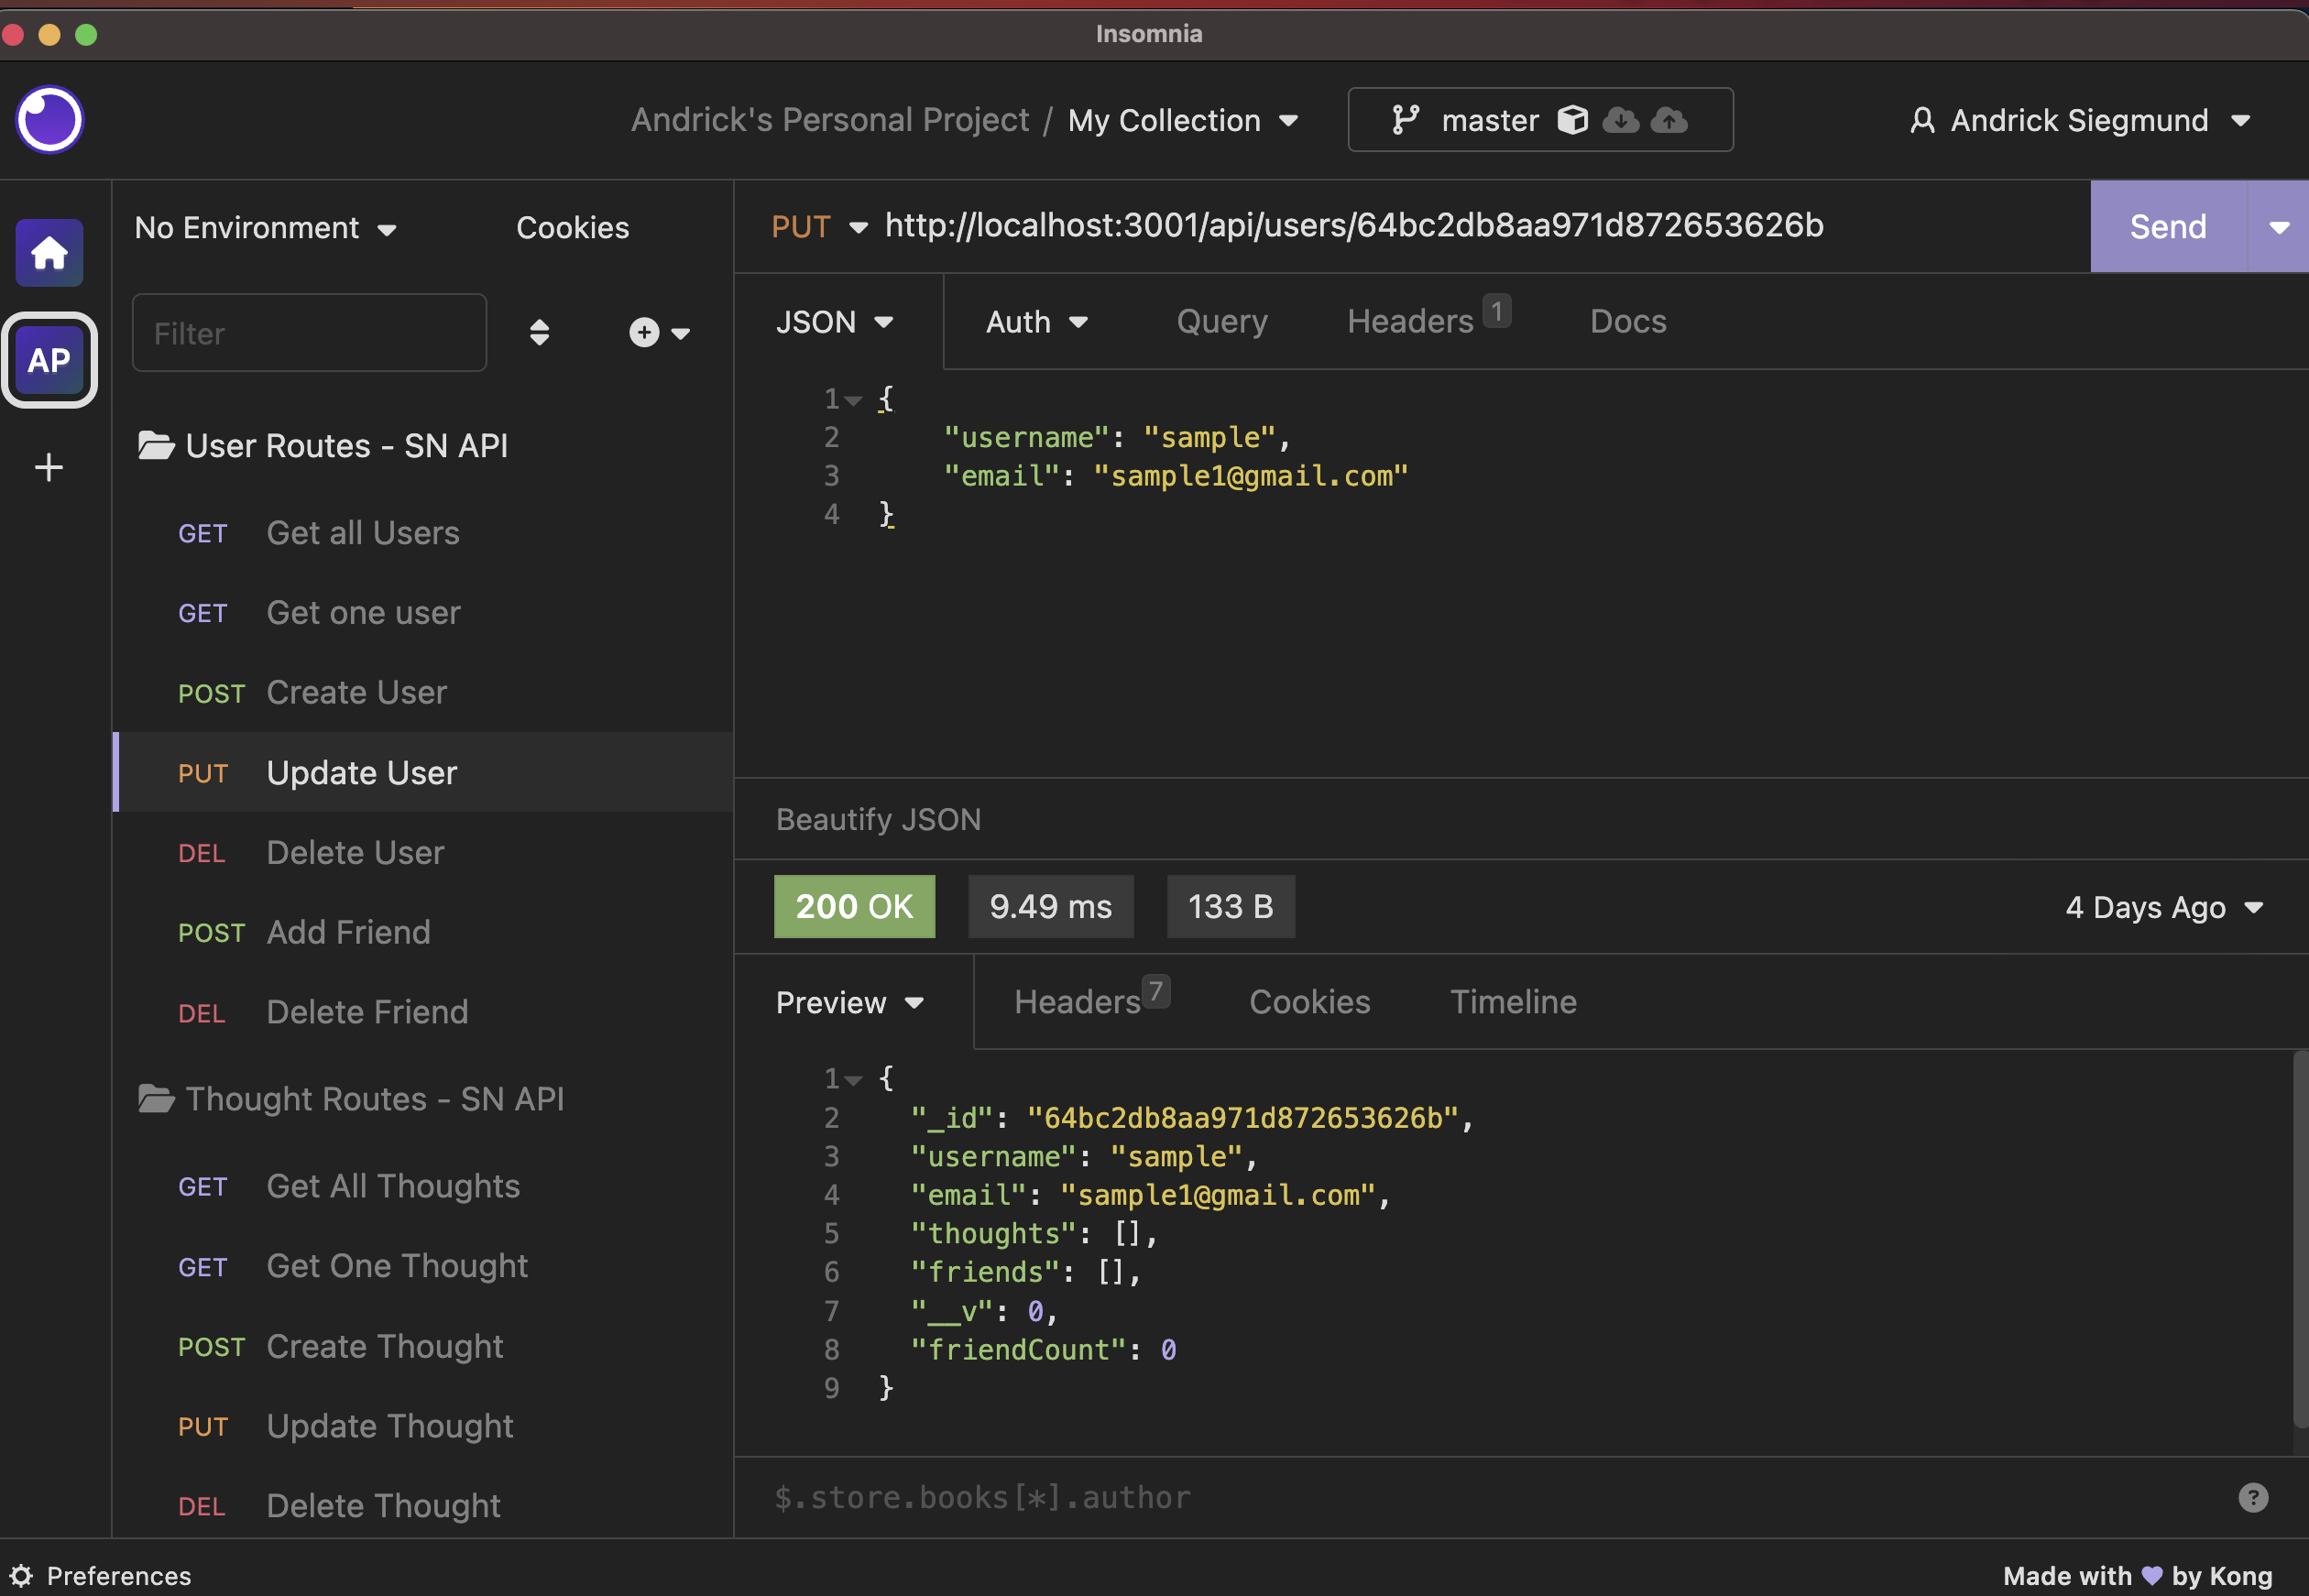 Insomnia
Andrick's Personal Project / My Collection
master
Andrick Siegmund
AP
No Environment
Cookies
Filter
User Routes - SN API
GET Get all Users
GET Get one user
POST Create User
PUT Update User
DEL Delete User
POST Add Friend
DEL Delete Friend
Thought Routes - SN API
GET Get All Thoughts
GET Get One Thought
POST Create Thought
PUT Update Thought
DEL Delete Thought
PUT http://localhost:3001/api/users/64bc2db8aa971d872653626b
Send
JSON Auth Query Headers 1 Docs
1 {
2 "username": "sample",
3 "email": "sample1@gmail.com"
4 }
Beautify JSON
200 OK 9.49 ms 133 B 4 Days Ago
Preview Headers 7 Cookies Timeline
1 {
2 "_id": "64bc2db8aa971d872653626b",
3 "username": "sample",
4 "email": "sample1@gmail.com",
5 "thoughts": [],
6 "friends": [],
7 "__v": 0,
8 "friendCount": 0
9 }
$.store.books[*].author
?
Preferences
Made with 💜 by Kong